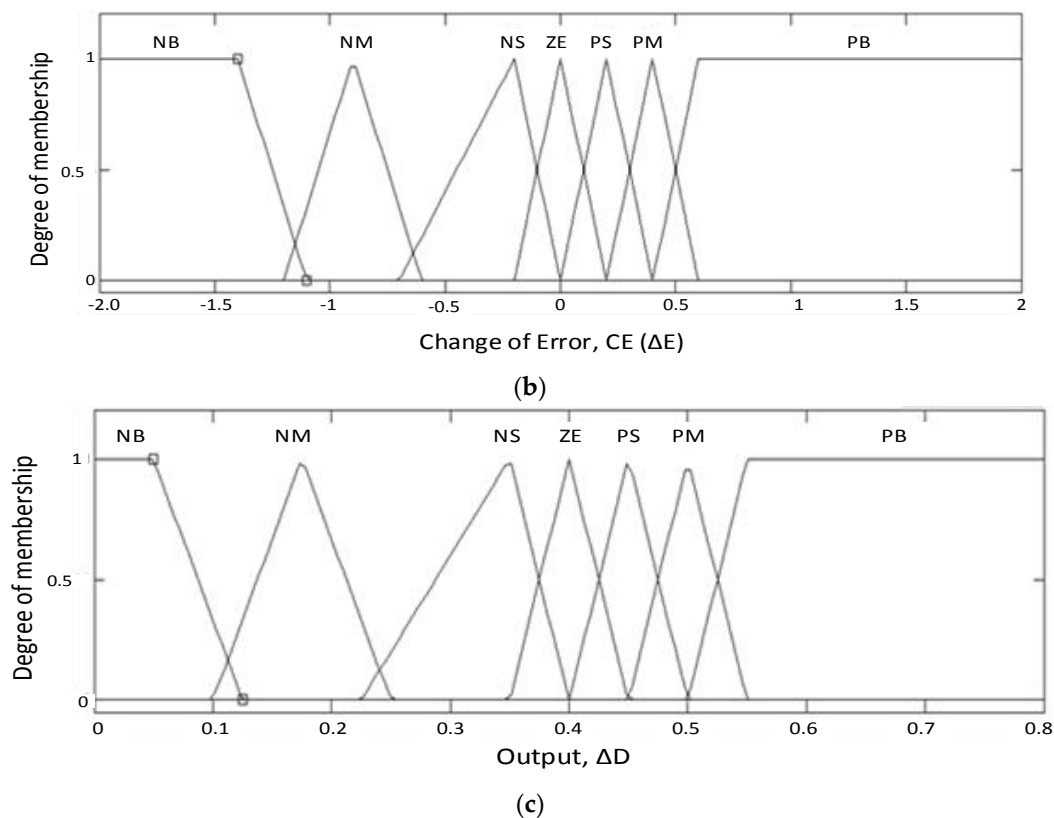 NB NM NS ZE PS PM PB
1
0.5
0
Degree of membership
-2.0 -1.5 -1 -0.5 0 0.5 1 1.5 2
Change of Error, CE (ΔE)
(b)
NB NM NS ZE PS PM PB
1
0.5
0
Degree of membership
0 0.1 0.2 0.3 0.4 0.5 0.6 0.7 0.8
Output, ΔD
(c)